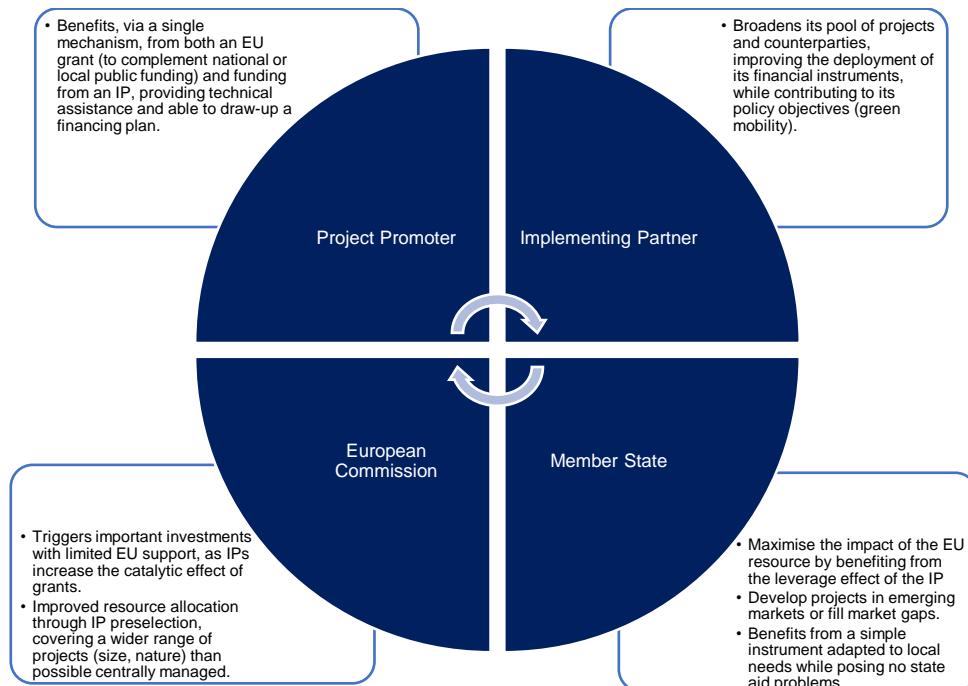 • Benefits, via a single
mechanism, from both an EU
grant (to complement national or
local public funding) and funding
from an IP, providing technical
assistance and able to draw-up a
financing plan.
• Broadens its pool of projects
and counterparties,
improving the deployment of
its financial instruments,
while contributing to its
policy objectives (green
mobility).
Project Promoter
Implementing Partner
European
Commission
Member State
• Triggers important investments
with limited EU support, as IPs
increase the catalytic effect of
grants.
• Improved resource allocation
through IP preselection,
covering a wider range of
projects (size, nature) than
possible centrally managed.
• Maximise the impact of the EU
resource by benefiting from
the leverage effect of the IP
• Develop projects in emerging
markets or fill market gaps.
• Benefits from a simple
instrument adapted to local
needs while posing no state
aid problems